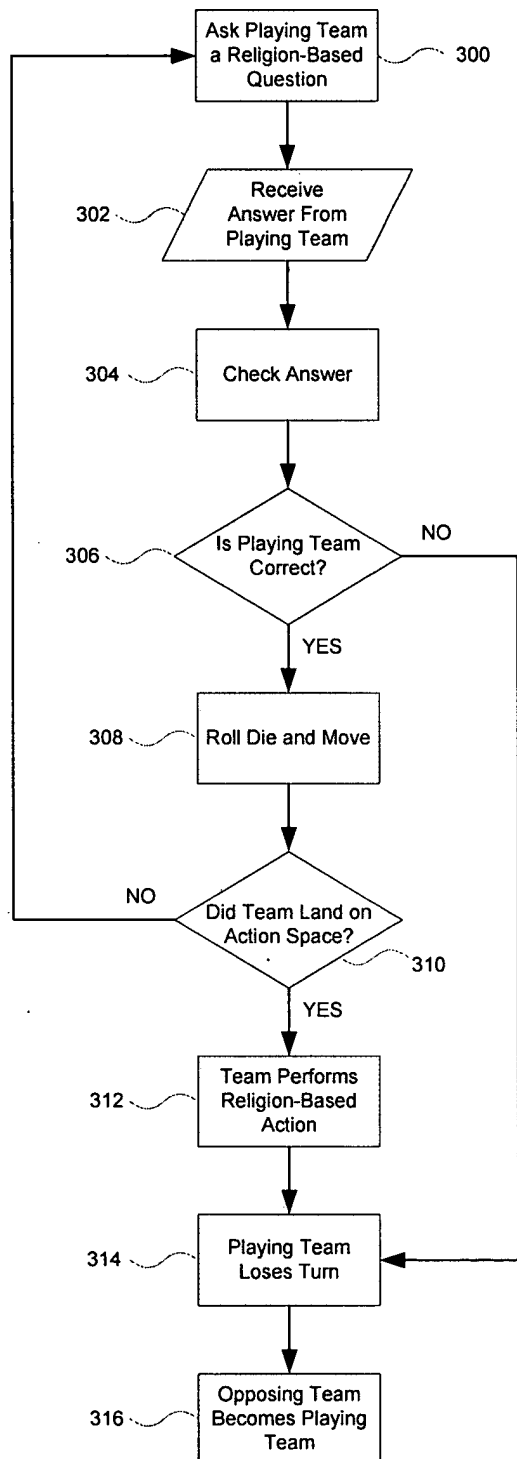 Ask Playing Team
a Religion-Based
Question
300
Receive
Answer From
Playing Team
302
Check Answer
304
Is Playing Team
Correct?
306
NO
YES
Roll Die and Move
308
Did Team Land on
Action Space?
310
NO
YES
Team Performs
Religion-Based
Action
312
Playing Team
Loses Turn
314
Opposing Team
Becomes Playing
Team
316